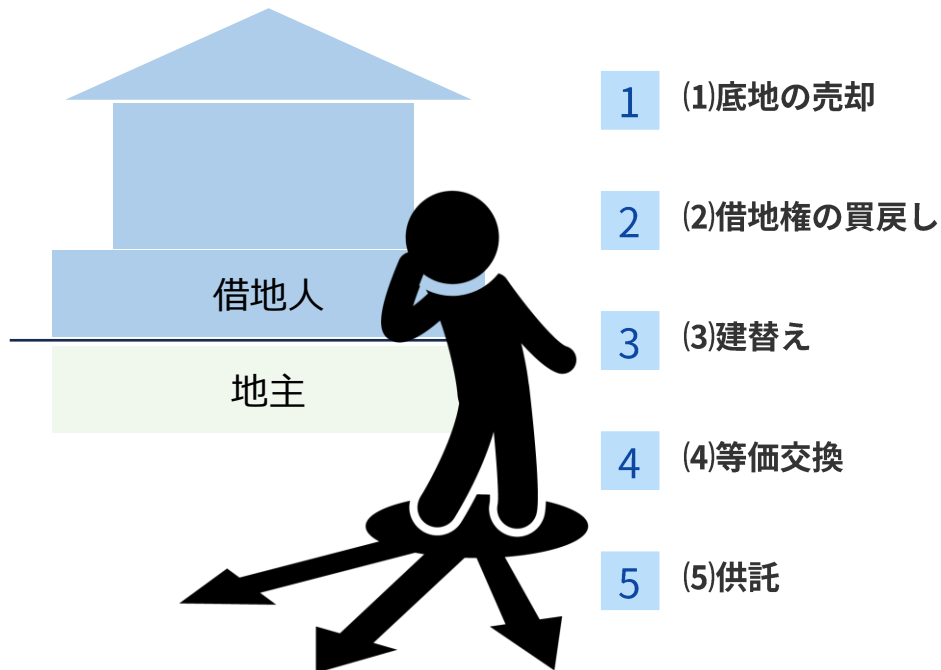 借地人
地主
1 (1)底地の売却
2 (2)借地権の買戻し
3 (3)建替え
4 (4)等価交換
5 (5)供託